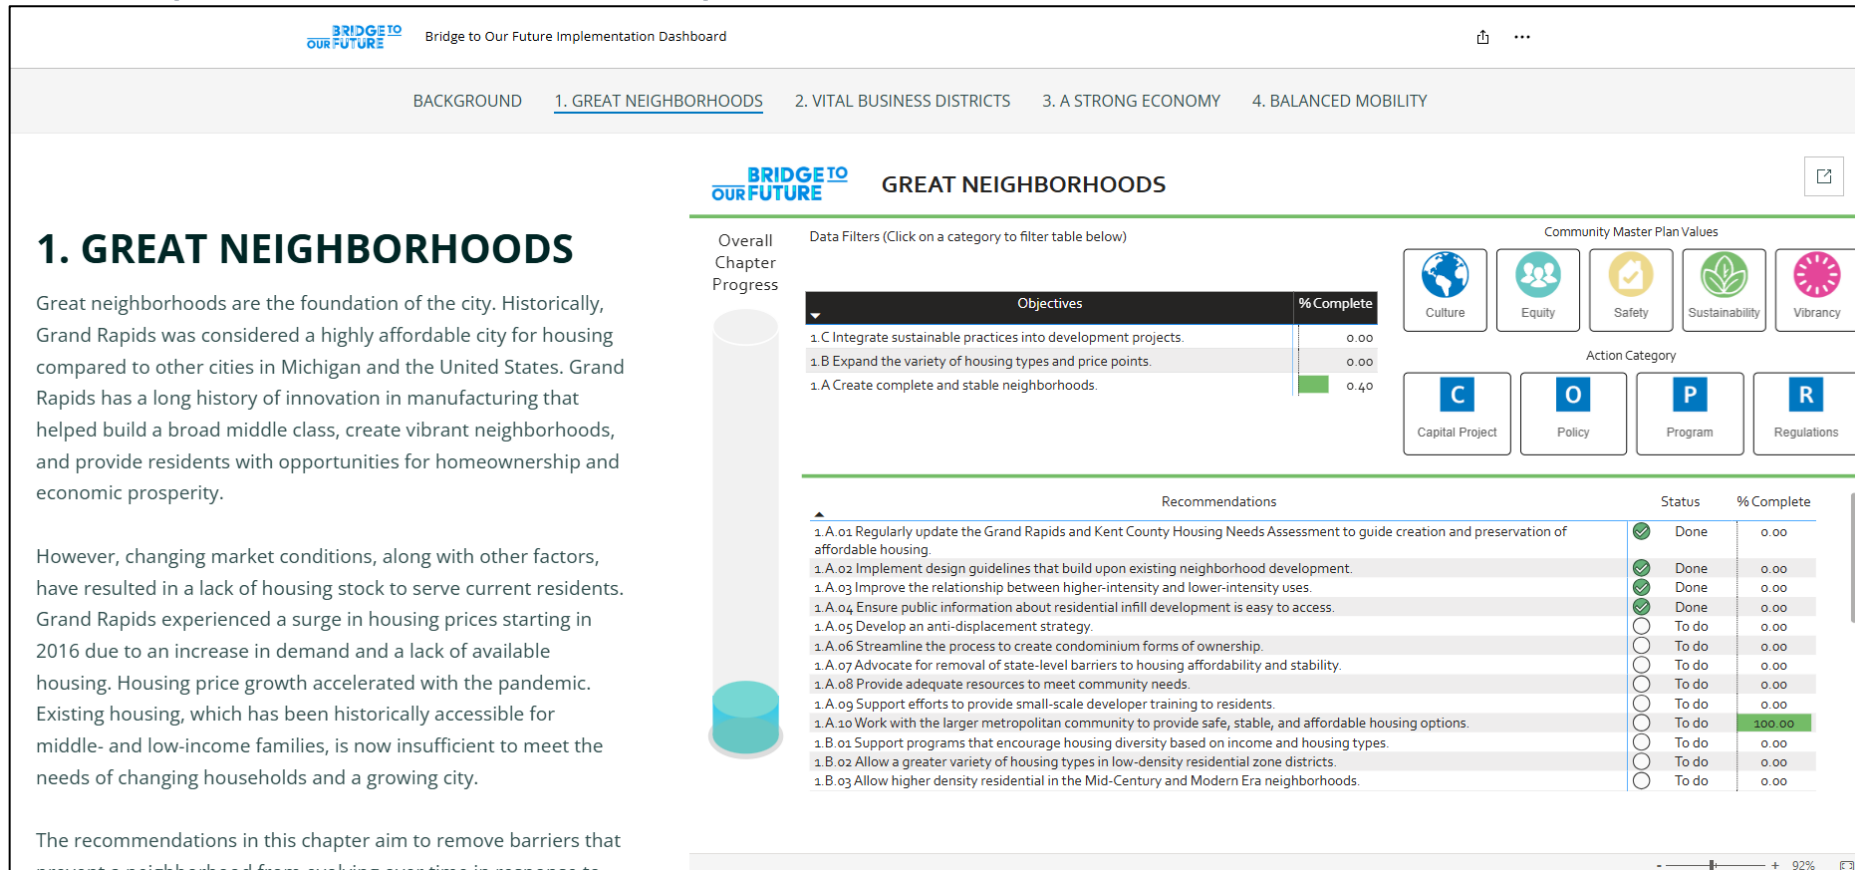 BRIDGE TO
OUR FUTURE
Bridge to Our Future Implementation Dashboard
BACKGROUND
1. GREAT NEIGHBORHOODS
2. VITAL BUSINESS DISTRICTS
3. A STRONG ECONOMY
4. BALANCED MOBILITY
1. GREAT NEIGHBORHOODS
Great neighborhoods are the foundation of the city. Historically,
Grand Rapids was considered a highly affordable city for housing
compared to other cities in Michigan and the United States. Grand
Rapids has a long history of innovation in manufacturing that
helped build a broad middle class, create vibrant neighborhoods,
and provide residents with opportunities for homeownership and
economic prosperity.
However, changing market conditions, along with other factors,
have resulted in a lack of housing stock to serve current residents.
Grand Rapids experienced a surge in housing prices starting in
2016 due to an increase in demand and a lack of available
housing. Housing price growth accelerated with the pandemic.
Existing housing, which has been historically accessible for
middle- and low-income families, is now insufficient to meet the
needs of changing households and a growing city.
The recommendations in this chapter aim to remove barriers that
prevent a neighborhood from evolving over time in response to
BRIDGE TO
OUR FUTURE
GREAT NEIGHBORHOODS
Overall
Chapter
Progress
Data Filters (Click on a category to filter table below)
Objectives % Complete
1.C Integrate sustainable practices into development projects. 0.00
1.B Expand the variety of housing types and price points. 0.00
1.A Create complete and stable neighborhoods. 0.40
Community Master Plan Values
Culture
Equity
Safety
Sustainability
Vibrancy
Action Category
C
O
P
R
Capital Project
Policy
Program
Regulations
Recommendations Status % Complete
1.A.01 Regularly update the Grand Rapids and Kent County Housing Needs Assessment to guide creation and preservation of
affordable housing. Done 0.00
1.A.02 Implement design guidelines that build upon existing neighborhood development. Done 0.00
1.A.03 Improve the relationship between higher-intensity and lower-intensity uses. Done 0.00
1.A.04 Ensure public information about residential infill development is easy to access. Done 0.00
1.A.05 Develop an anti-displacement strategy. To do 0.00
1.A.06 Streamline the process to create condominium forms of ownership. To do 0.00
1.A.07 Advocate for removal of state-level barriers to housing affordability and stability. To do 0.00
1.A.08 Provide adequate resources to meet community needs. To do 0.00
1.A.09 Support efforts to provide small-scale developer training to residents. To do 0.00
1.A.10 Work with the larger metropolitan community to provide safe, stable, and affordable housing options. To do 100.00
1.B.01 Support programs that encourage housing diversity based on income and housing types. To do 0.00
1.B.02 Allow a greater variety of housing types in low-density residential zone districts. To do 0.00
1.B.03 Allow higher density residential in the Mid-Century and Modern Era neighborhoods. To do 0.00
- + 92%